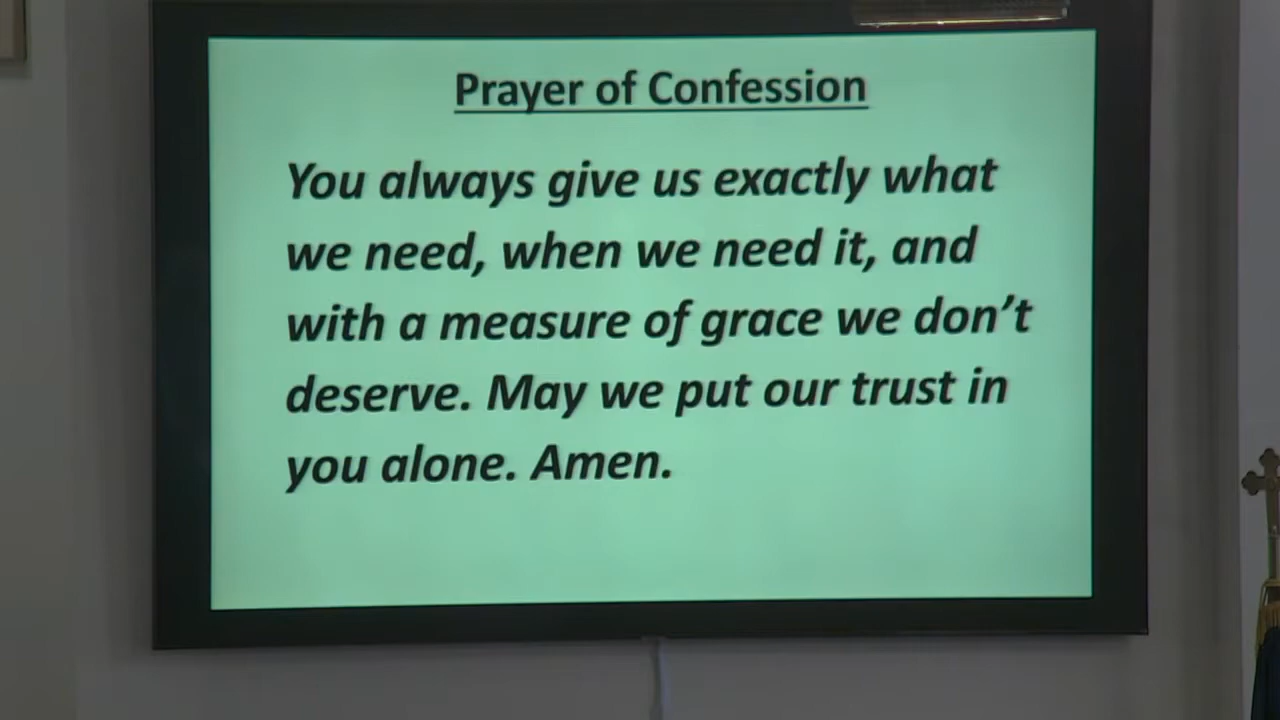 Prayer of Confession
You always give us exactly what
we need, when we need it, and
with a measure of grace we don’t
deserve. May we put our trust in
you alone. Amen.